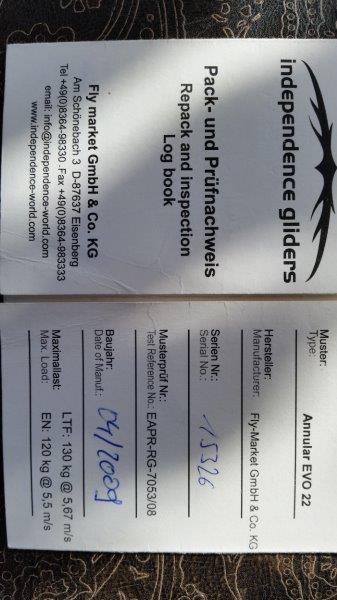 independence gliders
Pack- und Prüfnachweis
Repack and inspection
Log book
Fly market GmbH & Co. KG
Am Schönebach 3 D-87637 Eisenberg
Tel +49(0)8364-98330 .Fax +49(0)8364-983333
email: info@independence-world.com
www.independence-world.com
Muster:
Type: Annular EVO 22
Hersteller:
Manufacturer: Fly-Market GmbH & Co. KG
Serien Nr.:
Serial No.: 15326
Musterprüf Nr.:
Test Reference No.: EAPR-RG-7053/08
Baujahr:
Date of Manuf.: 04/2009
Maximallast: LTF: 130 kg @ 5,67 m/s
Max. Load: EN: 120 kg @ 5,5 m/s